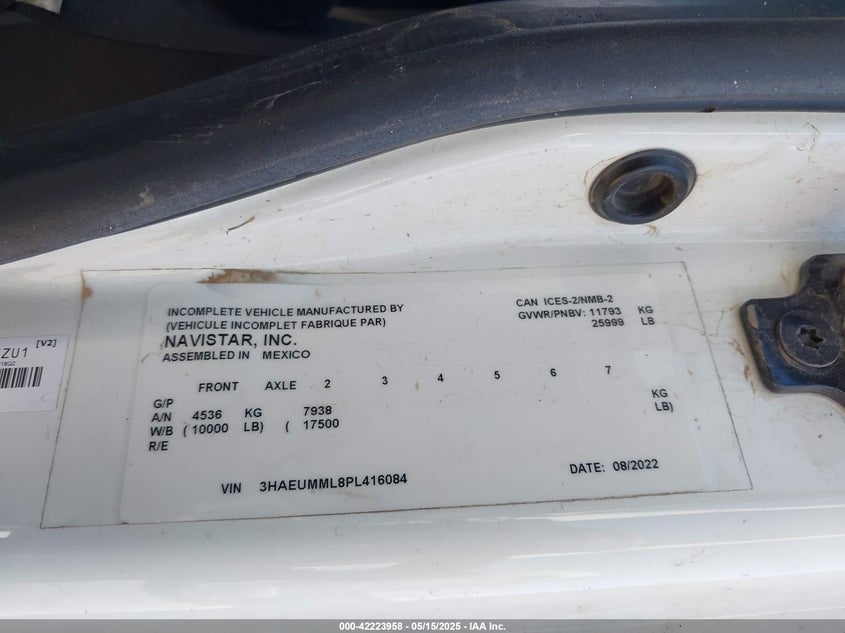 INCOMPLETE VEHICLE MANUFACTURED BY
(VEHICULE INCOMPLET FABRIQUE PAR)
NAVISTAR, INC.
ASSEMBLED IN MEXICO
CAN ICES-2/NMB-2
GVWR/PNBV: 11793 KG
25999 LB
[V2]
ZU1
FRONT AXLE 2 3 4 5 6 7
G/P
A/N 4536 KG 7938 KG
W/B (10000 LB) ( 17500 LB)
R/E
VIN 3HAEUMML8PL416084
DATE: 08/2022
000-42223958 - 05/15/2025 - IAA Inc.